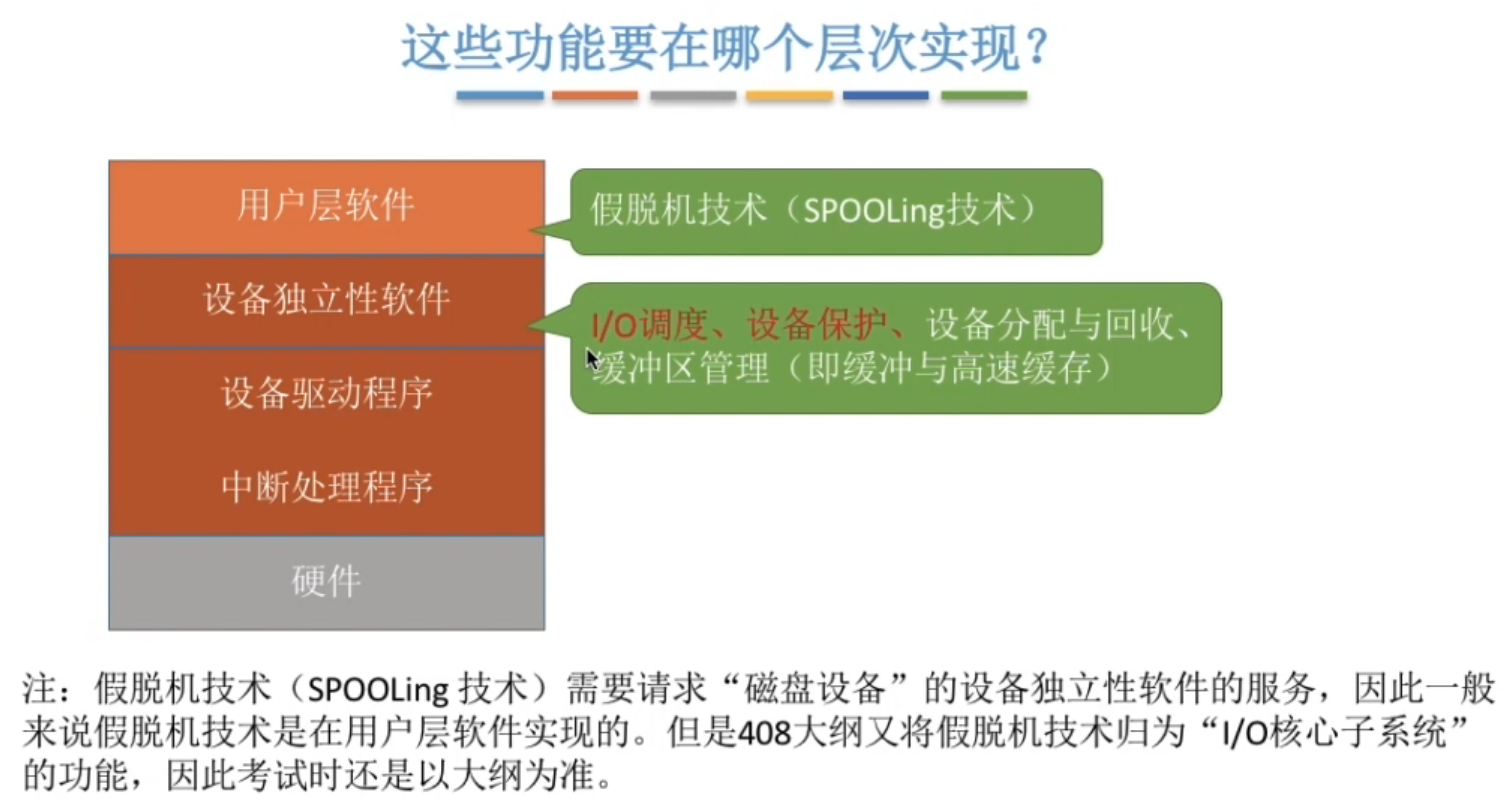 这些功能要在哪个层次实现？
用户层软件
假脱机技术（SPOOLing技术）
设备独立性软件
I/O调度、设备保护、设备分配与回收、
缓冲区管理（即缓冲与高速缓存）
设备驱动程序
中断处理程序
硬件
注：假脱机技术（SPOOLing 技术）需要请求“磁盘设备”的设备独立性软件的服务，因此一般
来说假脱机技术是在用户层软件实现的。但是408大纲又将假脱机技术归为“I/O核心子系统”
的功能，因此考试时还是以大纲为准。